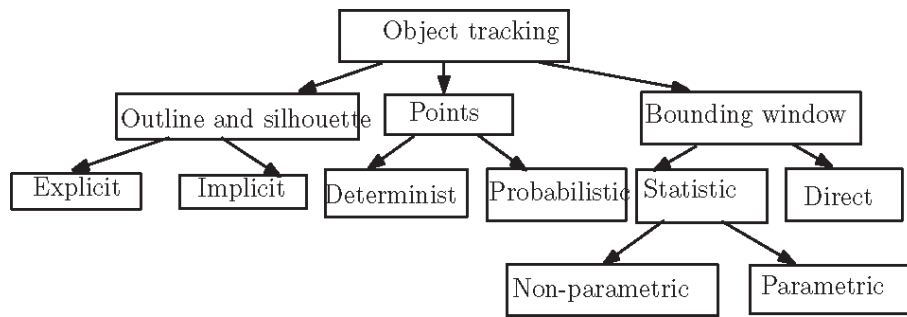 Object tracking
Outline and silhouette
Points
Bounding window
Explicit
Implicit
Determinist
Probabilistic
Statistic
Direct
Non-parametric
Parametric